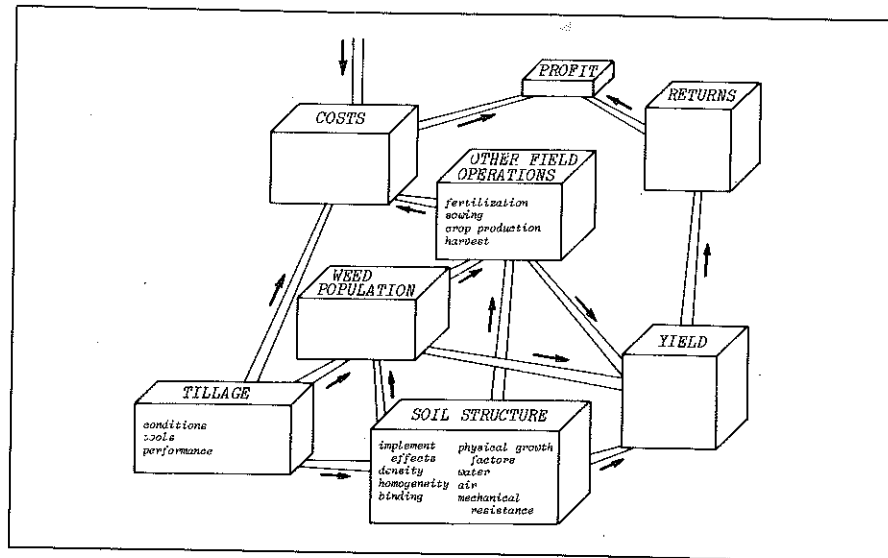 PROFIT
RETURNS
COSTS
OTHER FIELD
OPERATIONS
fertilization
sowing
crop production
harvest
WEED
POPULATION
YIELD
TILLAGE
conditions
tools
performance
SOIL STRUCTURE
implement
effects
density
homogeneity
binding
physical growth
factors
water
air
mechanical
resistance